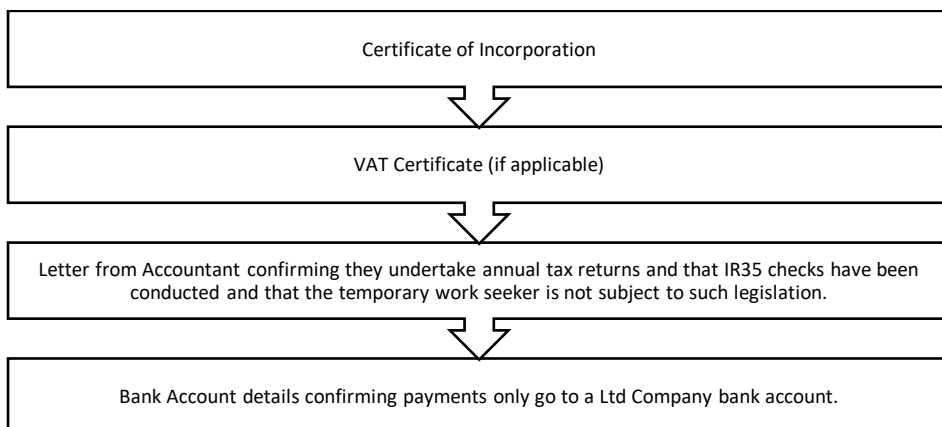 Certificate of Incorporation
VAT Certificate (if applicable)
Letter from Accountant confirming they undertake annual tax returns and that IR35 checks have been
conducted and that the temporary work seeker is not subject to such legislation.
Bank Account details confirming payments only go to a Ltd Company bank account.